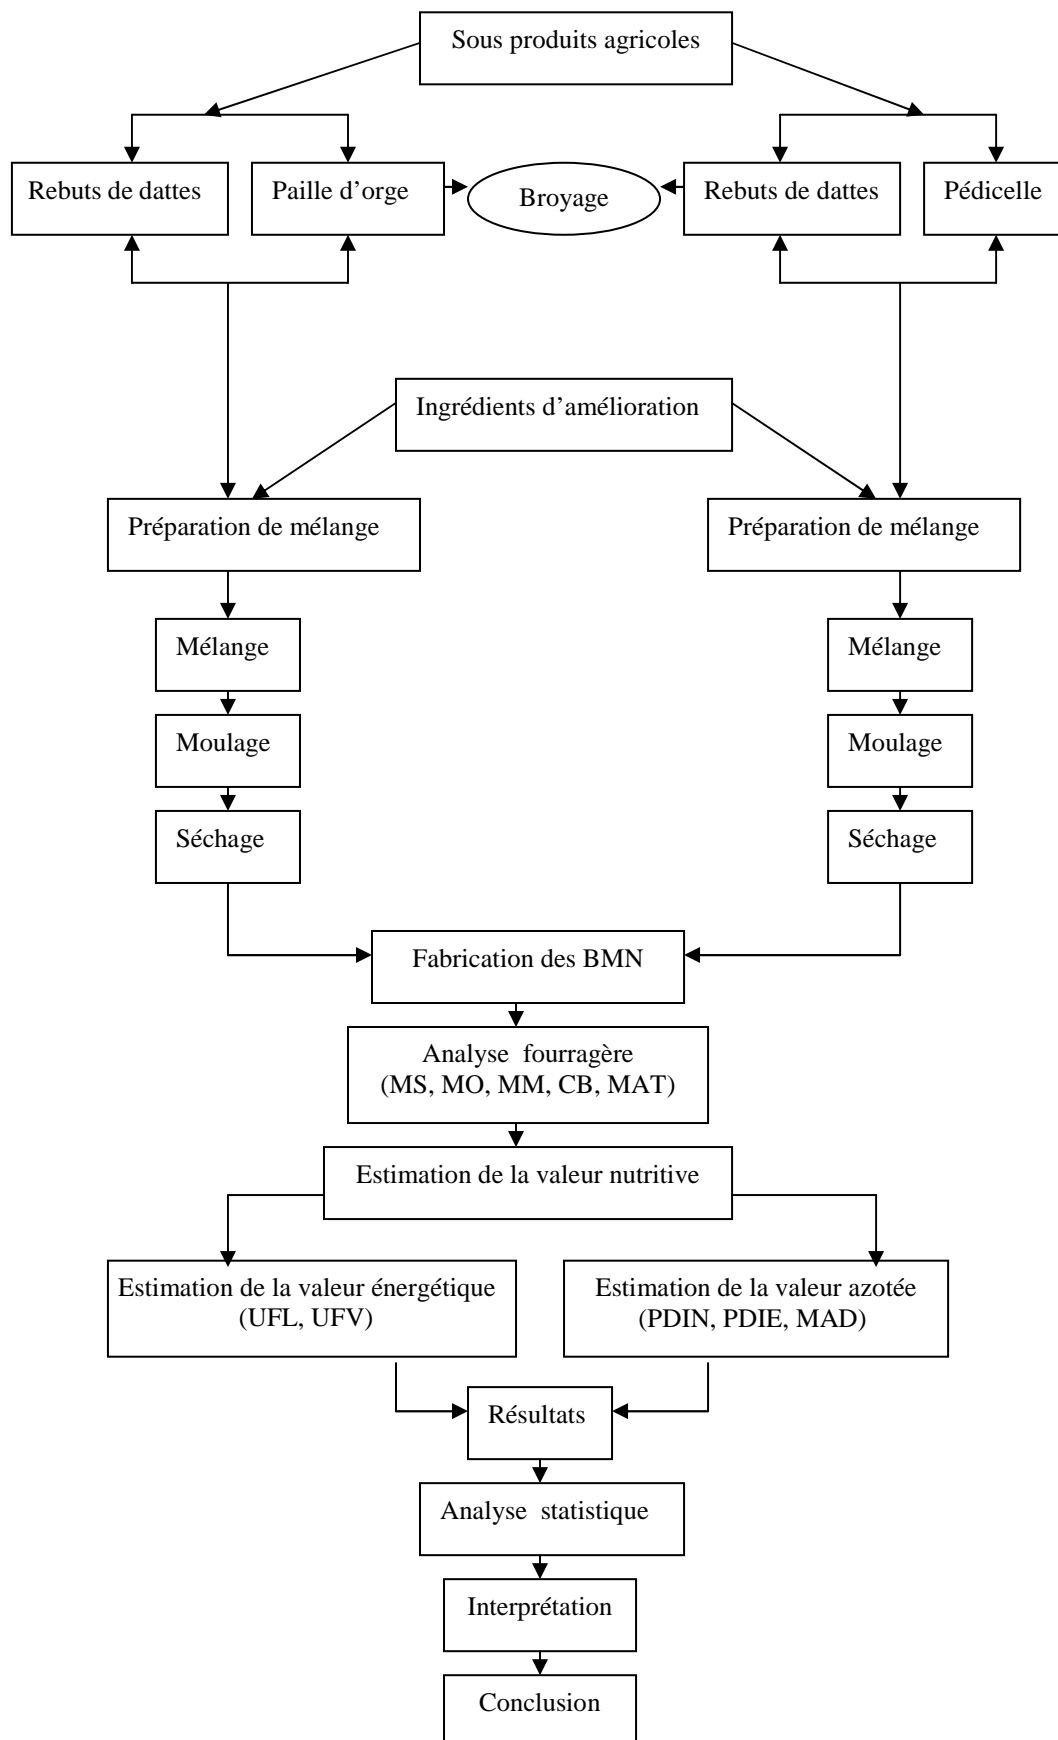 Sous produits agricoles
Rebuts de dattes
Paille d'orge
Broyage
Rebuts de dattes
Pédicelle
Ingrédients d'amélioration
Préparation de mélange
Préparation de mélange
Mélange
Mélange
Moulage
Moulage
Séchage
Séchage
Fabrication des BMN
Analyse fourragère
(MS, MO, MM, CB, MAT)
Estimation de la valeur nutritive
Estimation de la valeur énergétique
(UFL, UFV)
Estimation de la valeur azotée
(PDIN, PDIE, MAD)
Résultats
Analyse statistique
Interprétation
Conclusion